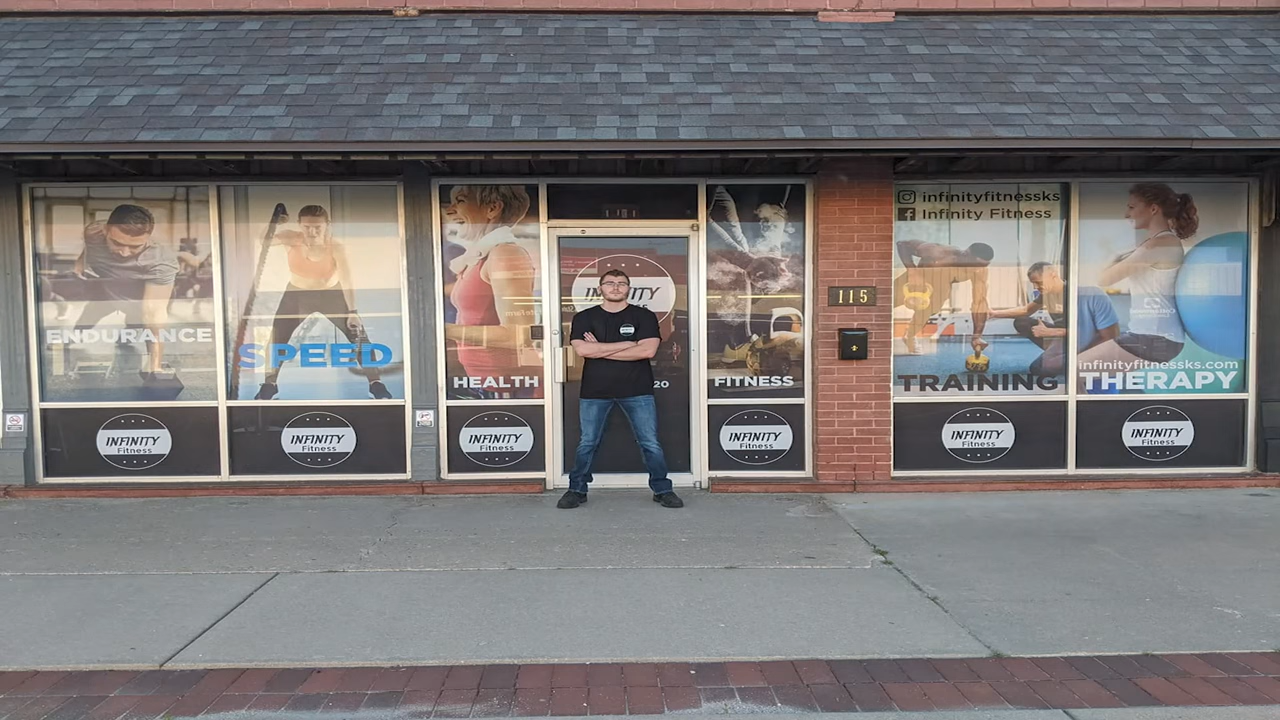 ENDURANCE
SPEED
HEALTH
INFINITY
20
FITNESS
115
infinityfitnessks
Infinity Fitness
TRAINING
infinityfitnessks.com
THERAPY
INFINITY
Fitness
INFINITY
Fitness
INFINITY
Fitness
INFINITY
Fitness
INFINITY
Fitness
INFINITY
Fitness